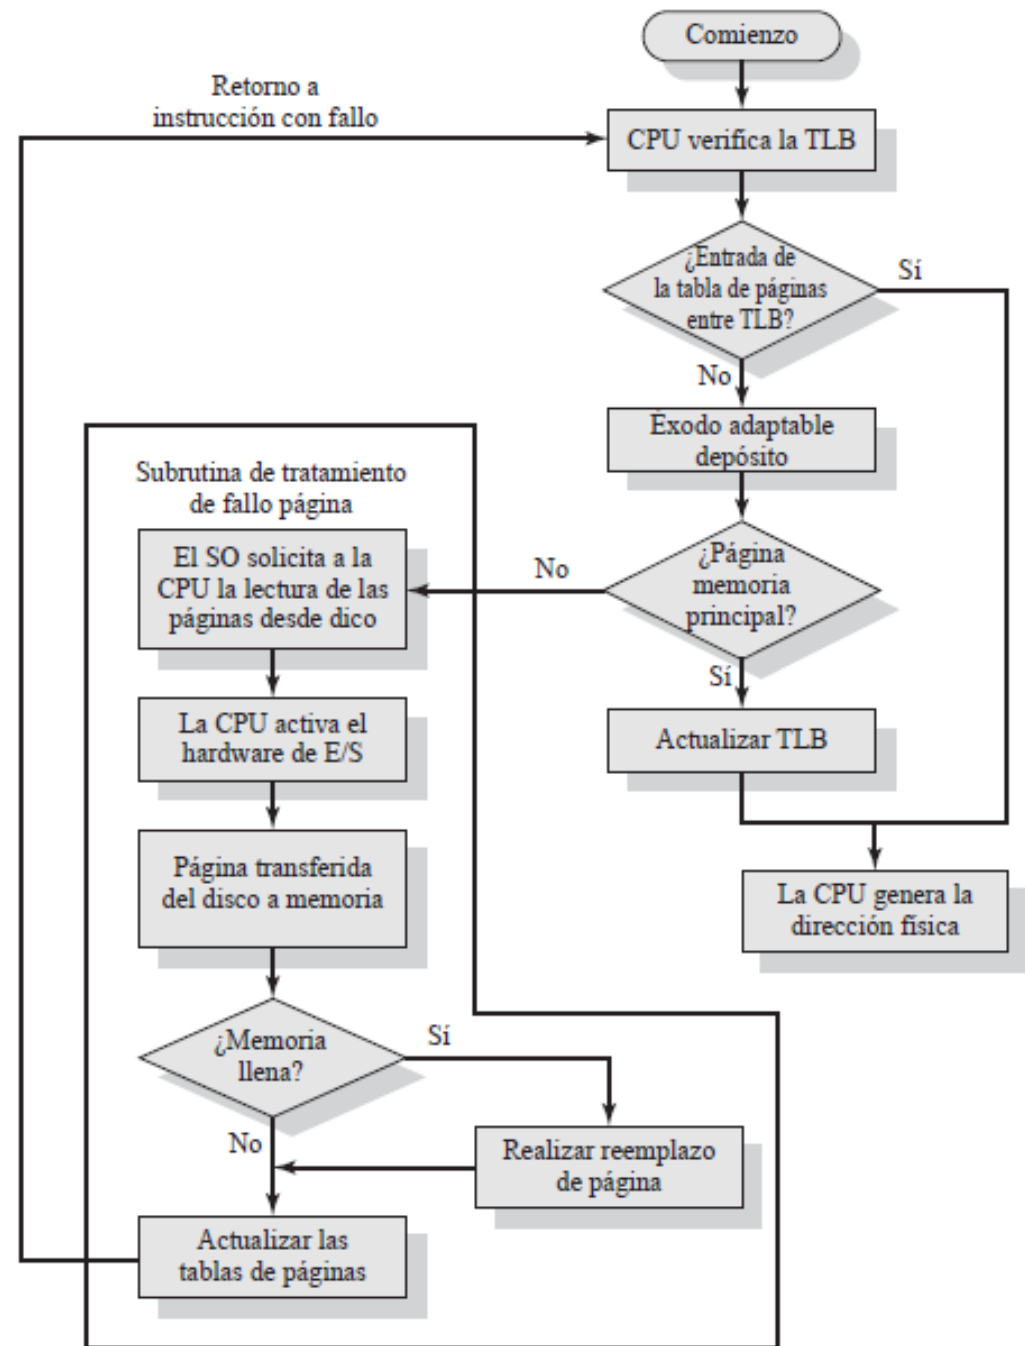 Comienzo
Retorno a
instrucción con fallo
CPU verifica la TLB
¿Entrada de
la tabla de páginas
entre TLB?
Sí
No
Éxodo adaptable
depósito
Subrutina de tratamiento
de fallo página
El SO solicita a la
CPU la lectura de las
páginas desde dico
No
¿Página
memoria
principal?
Sí
La CPU activa el
hardware de E/S
Actualizar TLB
Página transferida
del disco a memoria
La CPU genera la
dirección física
¿Memoria
llena?
Sí
No
Realizar reemplazo
de página
Actualizar las
tablas de páginas